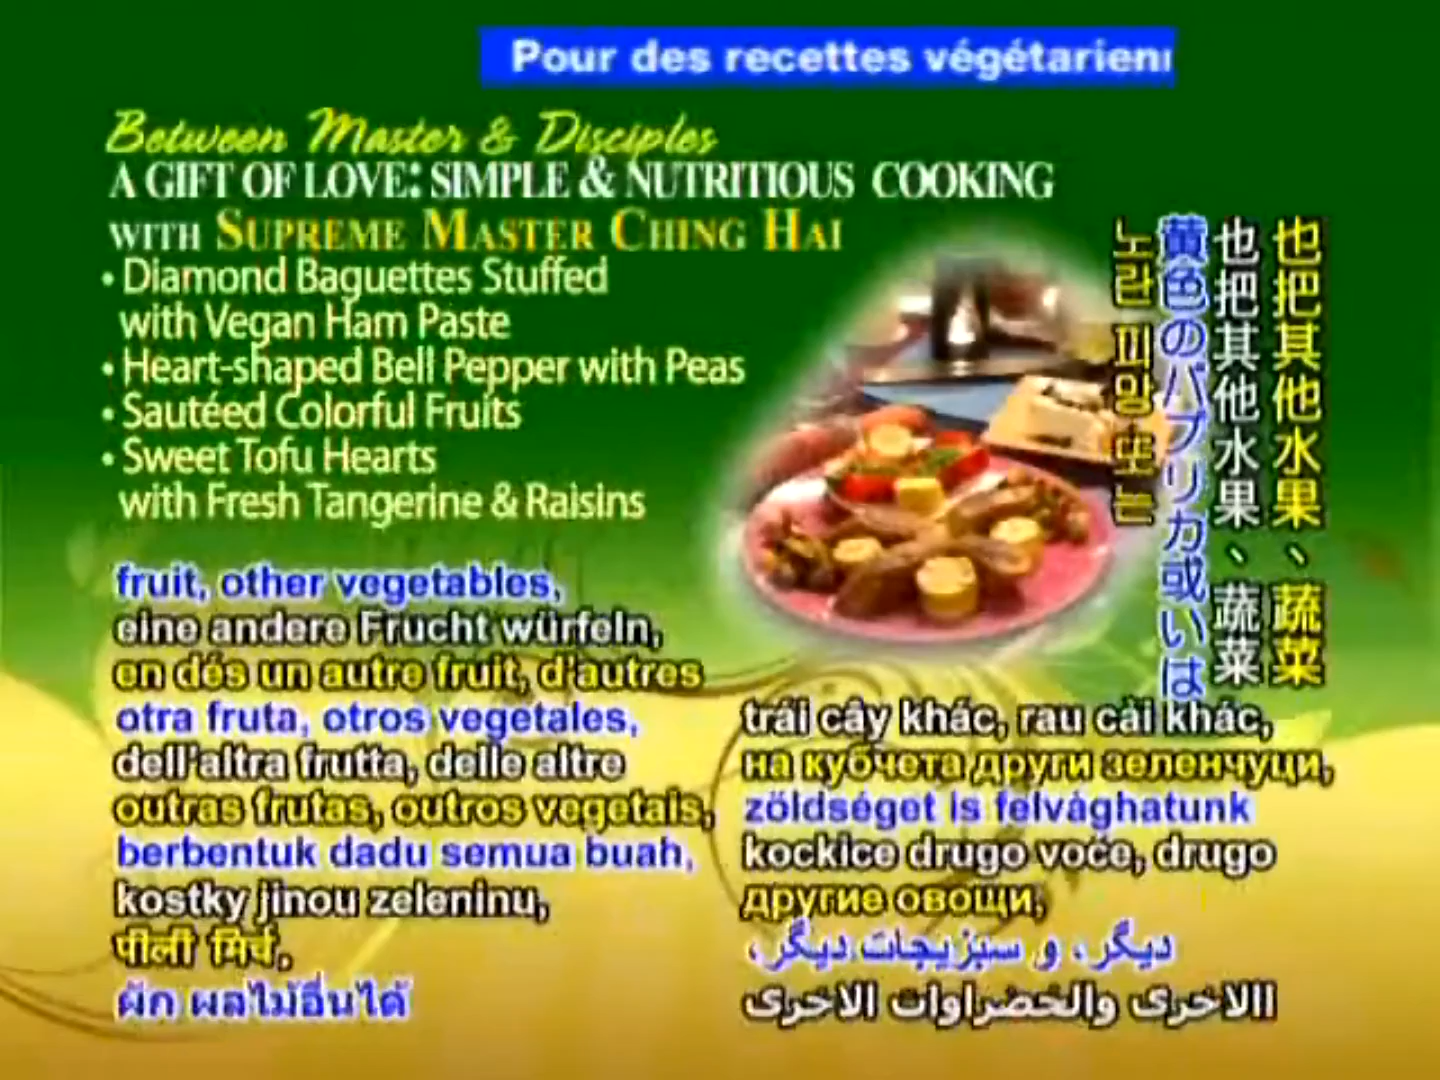 Pour des recettes végétarien
Between Master & Disciples
A GIFT OF LOVE: SIMPLE & NUTRITIOUS COOKING
WITH SUPREME MASTER CHING HAI
• Diamond Baguettes Stuffed
with Vegan Ham Paste
• Heart-shaped Bell Pepper with Peas
• Sautéed Colorful Fruits
• Sweet Tofu Hearts
with Fresh Tangerine & Raisins
fruit, other vegetables,
eine andere Frucht würfeln,
en dés un autre fruit, d'autres
otra fruta, otros vegetales,
dell'altra frutta, delle altre
outras frutas, outros vegetais,
berbentuk dadu semua buah,
kostky jinou zeleninu,
पीली मिर्च,
ผัก ผลไม้อื่นได้
也把其他水果、蔬菜
也把其他水果、蔬菜
黄色のパプリカ或いは
노란 피망 또는
trái cây khác, rau cải khác,
на кубчета други зеленчуци,
zöldséget is felvághatunk
kockice drugo voće, drugo
другие овощи,
دیگر، و سبزیجات دیگر،
االاخرى والخضراوات الاخرى